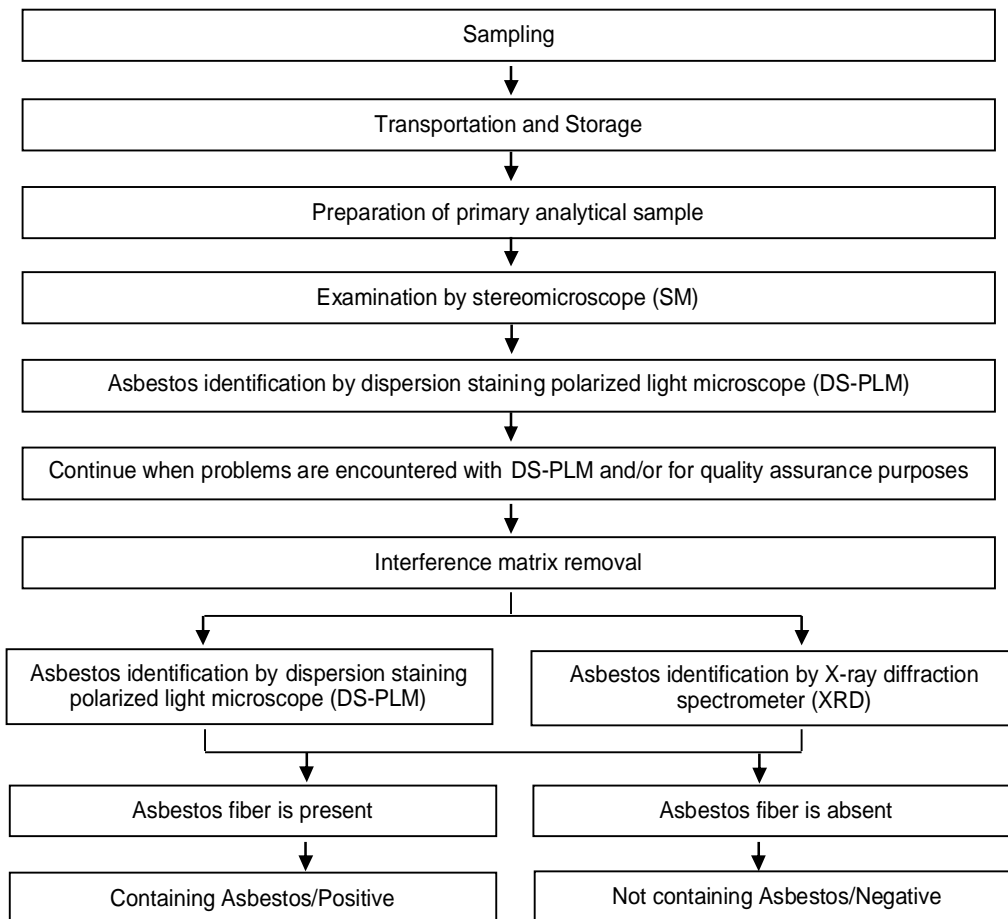 Sampling
Transportation and Storage
Preparation of primary analytical sample
Examination by stereomicroscope (SM)
Asbestos identification by dispersion staining polarized light microscope (DS-PLM)
Continue when problems are encountered with DS-PLM and/or for quality assurance purposes
Interference matrix removal
Asbestos identification by dispersion staining
polarized light microscope (DS-PLM)
Asbestos identification by X-ray diffraction
spectrometer (XRD)
Asbestos fiber is present
Asbestos fiber is absent
Containing Asbestos/Positive
Not containing Asbestos/Negative